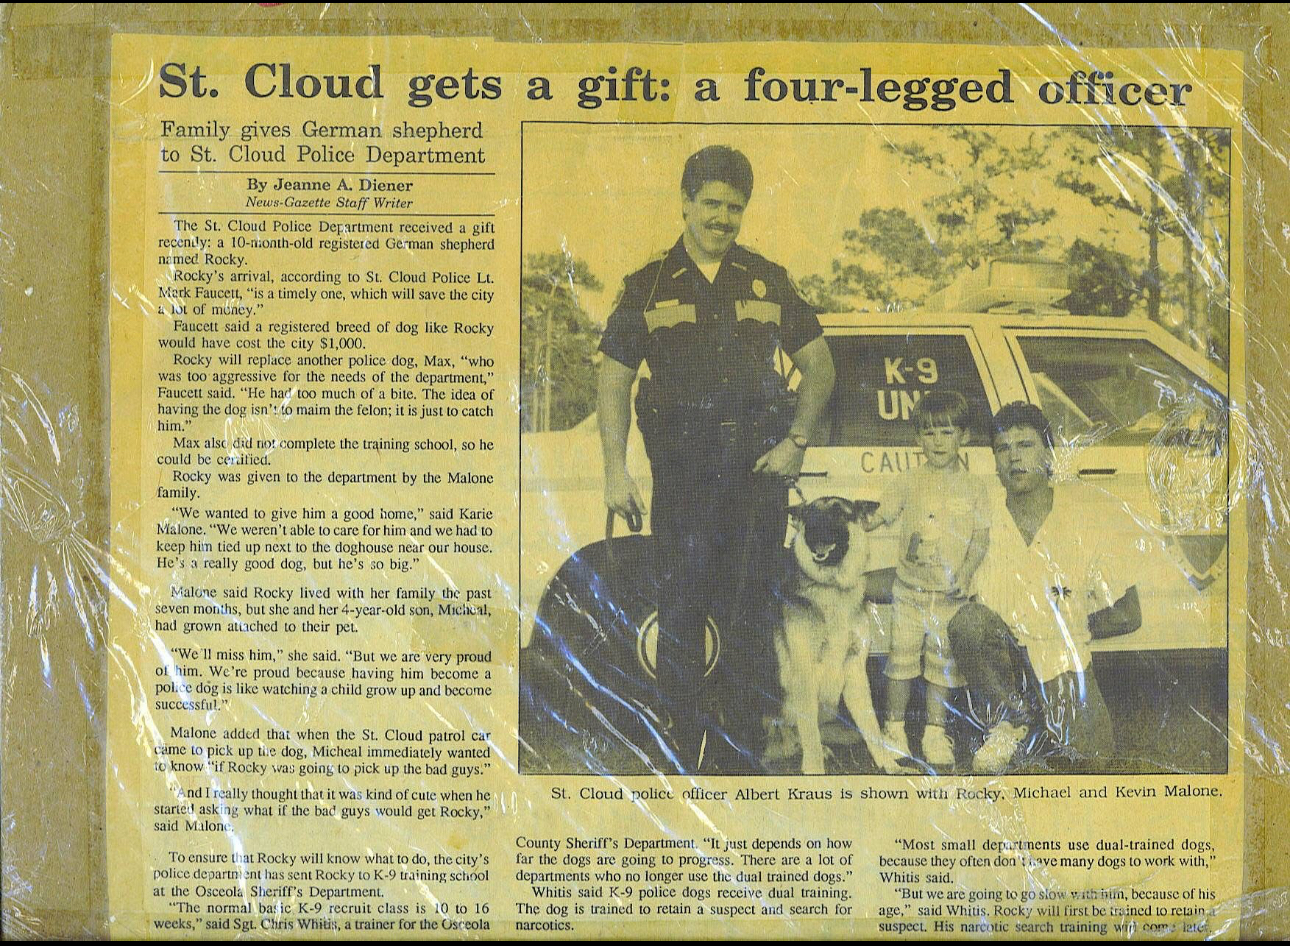 St. Cloud gets a gift: a four-legged officer
Family gives German shepherd
to St. Cloud Police Department
By Jeanne A. Diener
News-Gazette Staff Writer
The St. Cloud Police Department received a gift
recently: a 10-month-old registered German shepherd
named Rocky.
Rocky's arrival, according to St. Cloud Police Lt.
Mark Faucett, "is a timely one, which will save the city
a lot of money."
Faucett said a registered breed of dog like Rocky
would have cost the city $1,000.
Rocky will replace another police dog, Max, "who
was too aggressive for the needs of the department,"
Faucett said. "He had too much of a bite. The idea of
having the dog isn't to maim the felon; it is just to catch
him."
Max also did not complete the training school, so he
could be certified.
Rocky was given to the department by the Malone
family.
"We wanted to give him a good home," said Karie
Malone. "We weren't able to care for him and we had to
keep him tied up next to the doghouse near our house.
He's a really good dog, but he's so big."
Malone said Rocky lived with her family the past
seven months, but she and her 4-year-old son, Micheal,
had grown attached to their pet.
"We'll miss him," she said. "But we are very proud
of him. We're proud because having him become a
police dog is like watching a child grow up and become
successful."
Malone added that when the St. Cloud patrol car
came to pick up the dog, Micheal immediately wanted
to know "if Rocky was going to pick up the bad guys."
"And I really thought that it was kind of cute when he
started asking what if the bad guys would get Rocky,"
said Malone.
To ensure that Rocky will know what to do, the city's
police department has sent Rocky to K-9 training school
at the Osceola Sheriff's Department.
"The normal basic K-9 recruit class is 10 to 16
weeks," said Sgt. Chris Whitis, a trainer for the Osceola
K-9
UNI
CAUTION
St. Cloud police officer Albert Kraus is shown with Rocky, Michael and Kevin Malone.
County Sheriff's Department. "It just depends on how
far the dogs are going to progress. There are a lot of
departments who no longer use the dual trained dogs."
Whitis said K-9 police dogs receive dual training.
The dog is trained to retain a suspect and search for
narcotics.
"Most small departments use dual-trained dogs,
because they often don't have many dogs to work with,"
Whitis said.
"But we are going to go slow with him, because of his
age," said Whitis. Rocky will first be trained to retain a
suspect. His narcotic search training will come later.